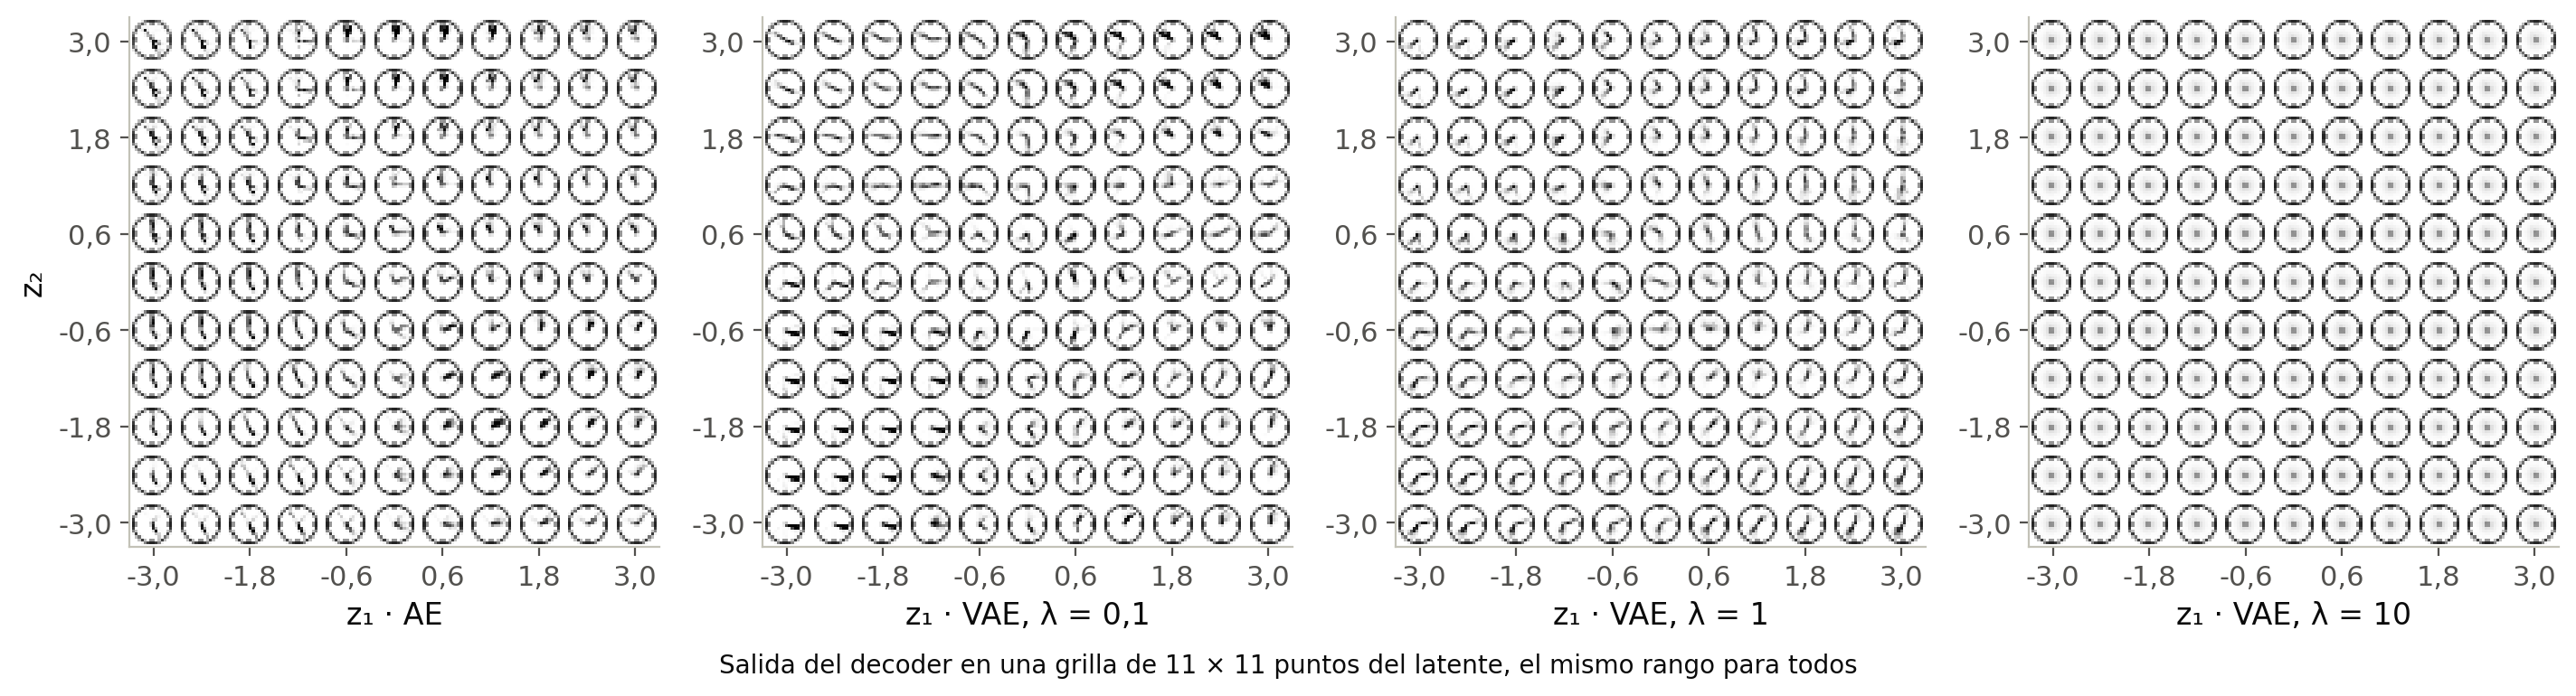 3,0
1,8
0,6
-0,6
-1,8
-3,0
z₂
-3,0 -1,8 -0,6 0,6 1,8 3,0
z₁ · AE
3,0
1,8
0,6
-0,6
-1,8
-3,0
-3,0 -1,8 -0,6 0,6 1,8 3,0
z₁ · VAE, λ = 0,1
3,0
1,8
0,6
-0,6
-1,8
-3,0
-3,0 -1,8 -0,6 0,6 1,8 3,0
z₁ · VAE, λ = 1
3,0
1,8
0,6
-0,6
-1,8
-3,0
-3,0 -1,8 -0,6 0,6 1,8 3,0
z₁ · VAE, λ = 10
Salida del decoder en una grilla de 11 × 11 puntos del latente, el mismo rango para todos